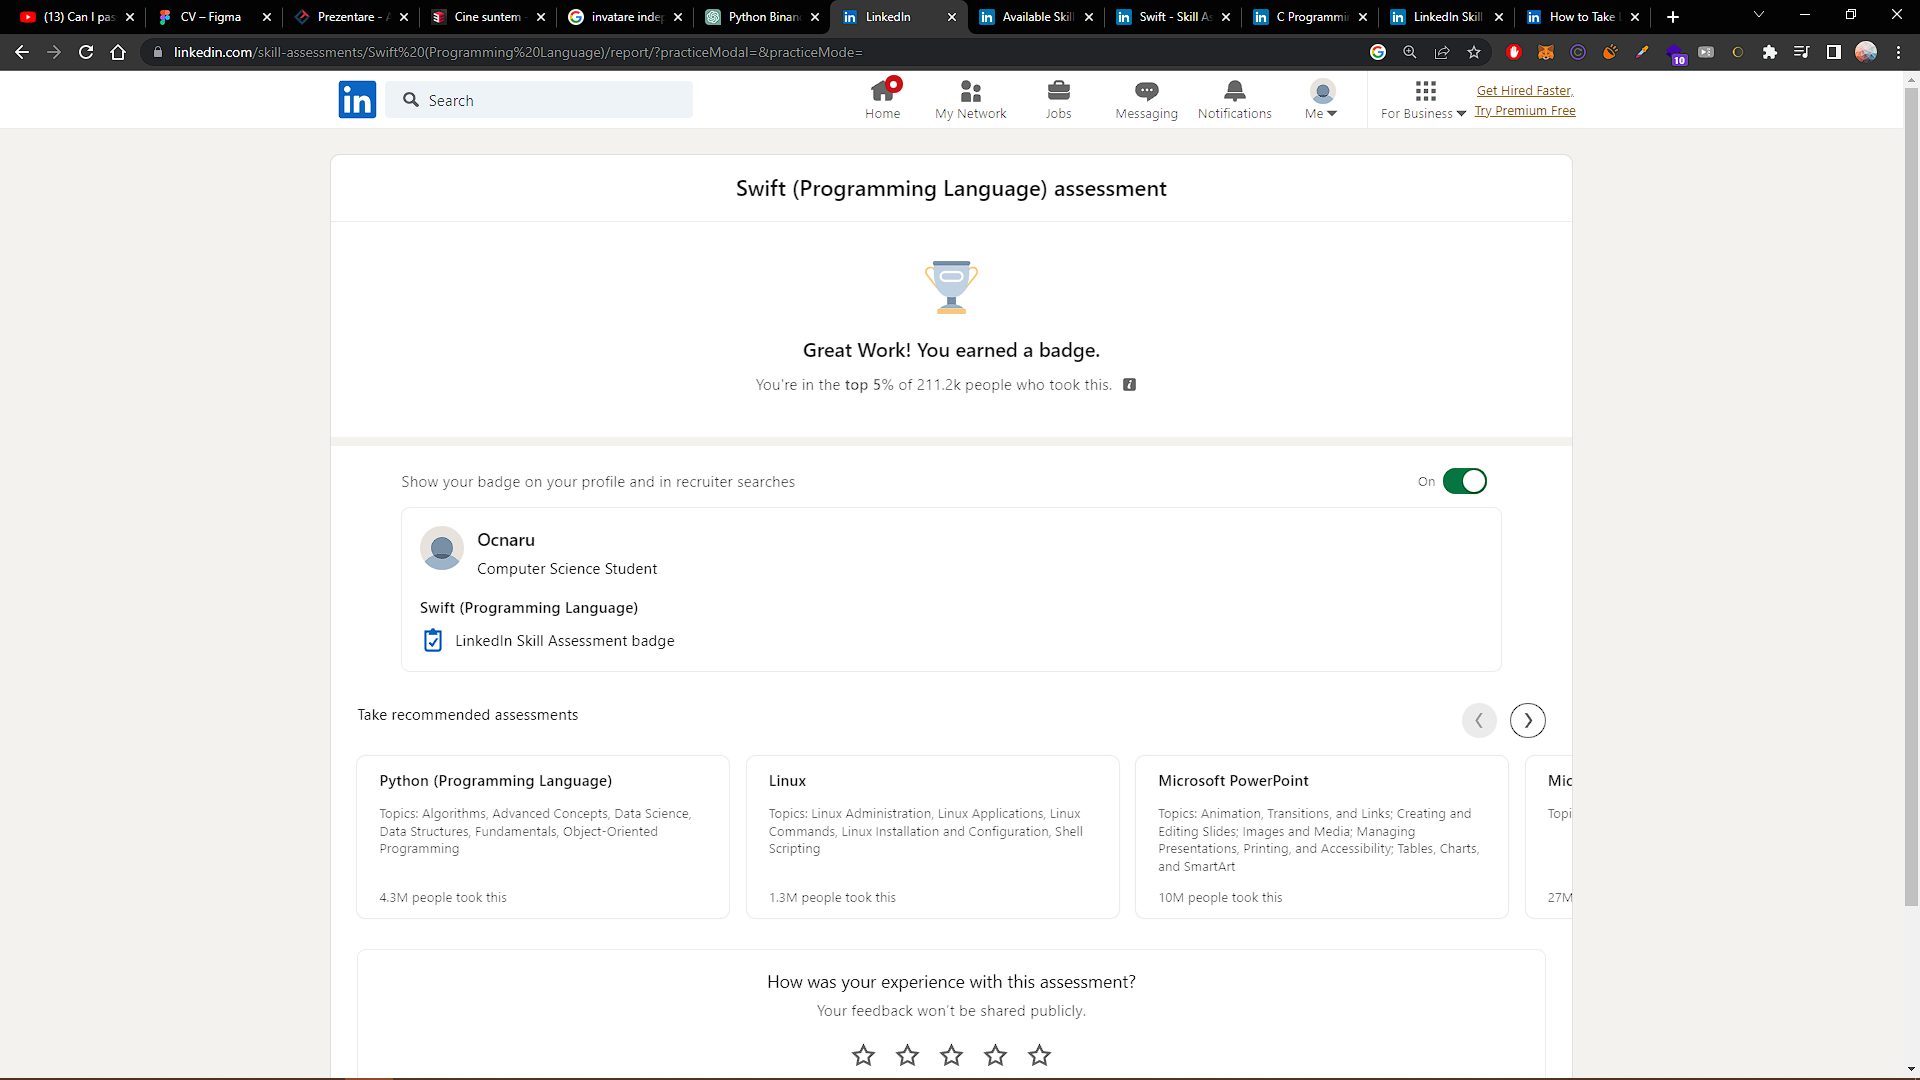 (13) Can I pa
CV – Figma
Prezentare -
Cine suntem
invatare inde
Python Binan
LinkedIn
Available Skill
Swift - Skill As
C Programmi
LinkedIn Skill
How to Take
linkedin.com/skill-assessments/Swift%20(Programming%20Language)/report/?practiceModal=&practiceMode=
10
in
Search
Home
My Network
Jobs
Messaging
Notifications
Me
For Business
Get Hired Faster,
Try Premium Free
Swift (Programming Language) assessment
Great Work! You earned a badge.
You're in the top 5% of 211.2k people who took this.
Show your badge on your profile and in recruiter searches
On
Ocnaru
Computer Science Student
Swift (Programming Language)
LinkedIn Skill Assessment badge
Take recommended assessments
Python (Programming Language)
Topics: Algorithms, Advanced Concepts, Data Science,
Data Structures, Fundamentals, Object-Oriented
Programming
4.3M people took this
Linux
Topics: Linux Administration, Linux Applications, Linux
Commands, Linux Installation and Configuration, Shell
Scripting
1.3M people took this
Microsoft PowerPoint
Topics: Animation, Transitions, and Links; Creating and
Editing Slides; Images and Media; Managing
Presentations, Printing, and Accessibility; Tables, Charts,
and SmartArt
10M people took this
Mic
Topi
27M
How was your experience with this assessment?
Your feedback won't be shared publicly.